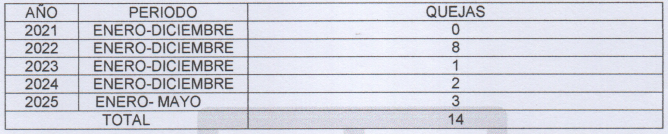 AÑO PERIODO QUEJAS
2021 ENERO-DICIEMBRE 0
2022 ENERO-DICIEMBRE 8
2023 ENERO-DICIEMBRE 1
2024 ENERO-DICIEMBRE 2
2025 ENERO- MAYO 3
TOTAL 14